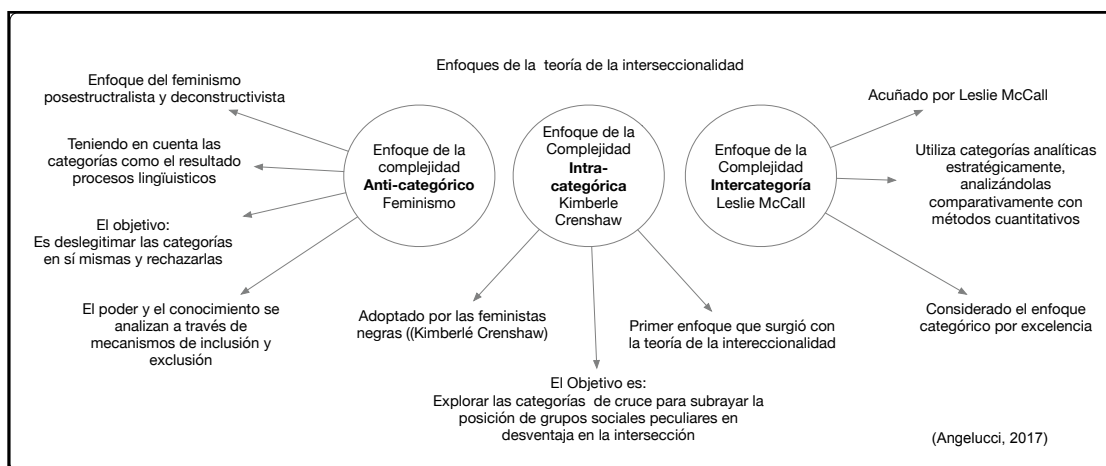 Enfoques de la teoría de la interseccionalidad
Enfoque del feminismo
posestructralista y deconstructivista
Teniendo en cuenta las
categorías como el resultado
procesos lingïuisticos
El objetivo:
Es deslegitimar las categorías
en sí mismas y rechazarlas
El poder y el conocimiento se
analizan a través de
mecanismos de inclusión y
exclusión
Enfoque de la
complejidad
Anti-categórico
Feminismo
Enfoque de la
Complejidad
Intra-
categórica
Kimberle
Crenshaw
Adoptado por las feministas
negras ((Kimberlé Crenshaw)
El Objetivo es:
Explorar las categorías de cruce para subrayar la
posición de grupos sociales peculiares en
desventaja en la intersección
Primer enfoque que surgió con
la teoría de la intereccionalidad
Enfoque de la
Complejidad
Intercategoría
Leslie McCall
Acuñado por Leslie McCall
Utiliza categorías analíticas
estratégicamente,
analizándolas
comparativamente con
métodos cuantitativos
Considerado el enfoque
categórico por excelencia
(Angelucci, 2017)